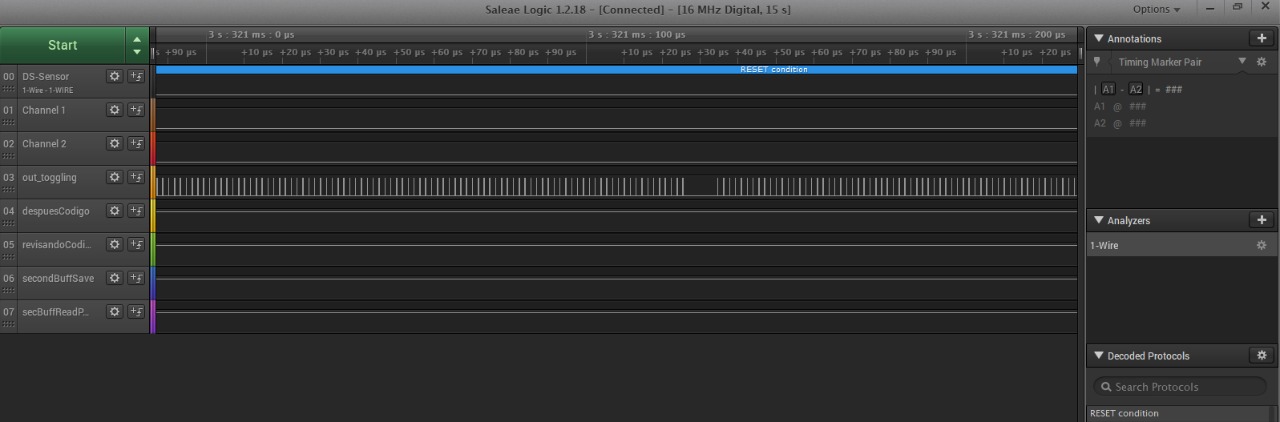 Saleae Logic 1.2.18 - [Connected] - [16 MHz Digital, 15 s]
Options
Start
3 s : 321 ms : 0 µs
3 s : 321 ms : 100 µs
3 s : 321 ms : 200 µs
s +90 µs +10 µs +20 µs +30 µs +40 µs +50 µs +60 µs +70 µs +80 µs +90 µs +10 µs +20 µs +30 µs +40 µs +50 µs +60 µs +70 µs +80 µs +90 µs +10 µs +20 µs
00 DS-Sensor
1-Wire - 1-WIRE
RESET condition
01 Channel 1
02 Channel 2
03 out_toggling
04 despuesCodigo
05 revisandoCodi...
06 secondBuffSave
07 secBuffReadP...
Annotations
Timing Marker Pair
| A1 - A2 | = ###
A1 @ ###
A2 @ ###
Analyzers
1-Wire
Decoded Protocols
Search Protocols
RESET condition